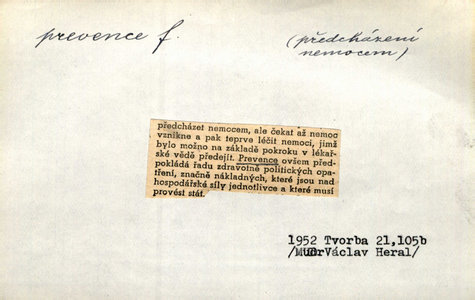 prevence f.
(předcházení
nemocem)
předcházet nemocem, ale čekat až nemoc
vznikne a pak teprve léčit nemoci, jimž
bylo možno na základě pokroku v lékař-
ské vědě předejít. Prevence ovšem před-
pokládá řadu zdravotně politických opa-
tření, značně nákladných, které jsou nad
hospodářské síly jednotlivce a které musí
provést stát.
1952 Tvorba 21,105b
/MUDr Václav Heral/